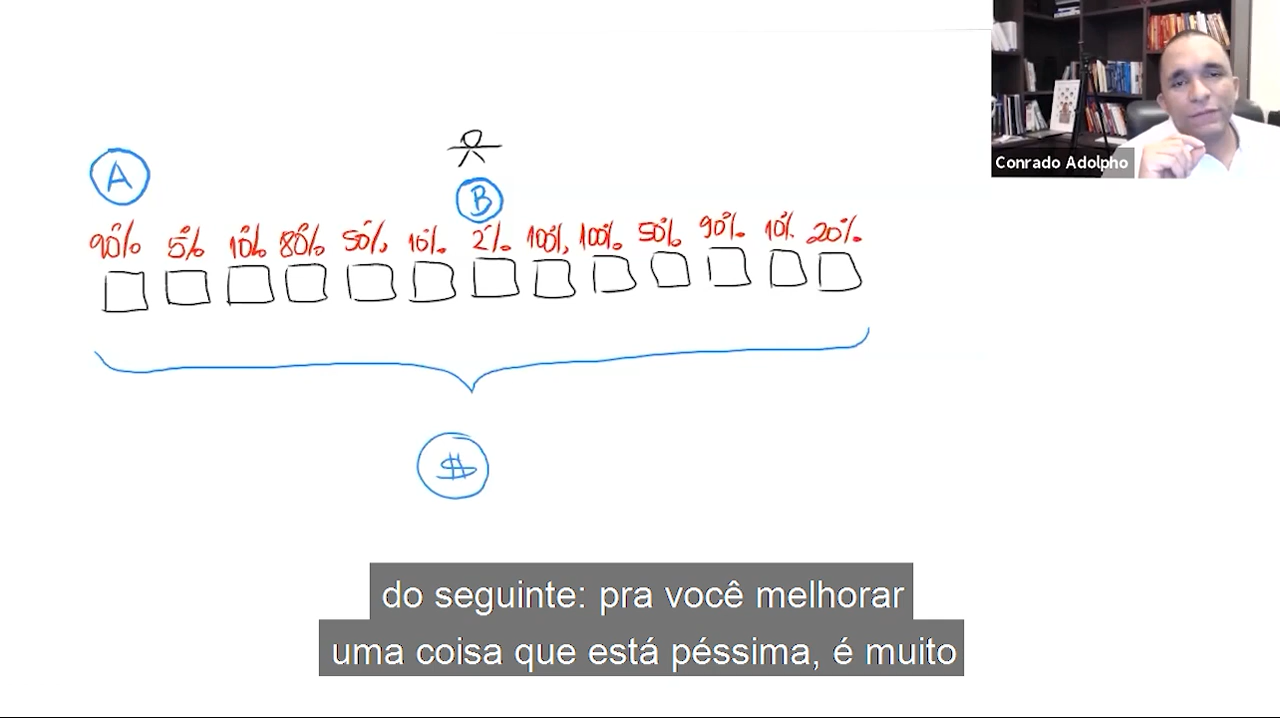 Conrado Adolpho
A
B
90% 5% 10% 80% 50% 10% 2% 100% 100% 50% 90% 10% 20%
$
do seguinte: pra você melhorar
uma coisa que está péssima, é muito